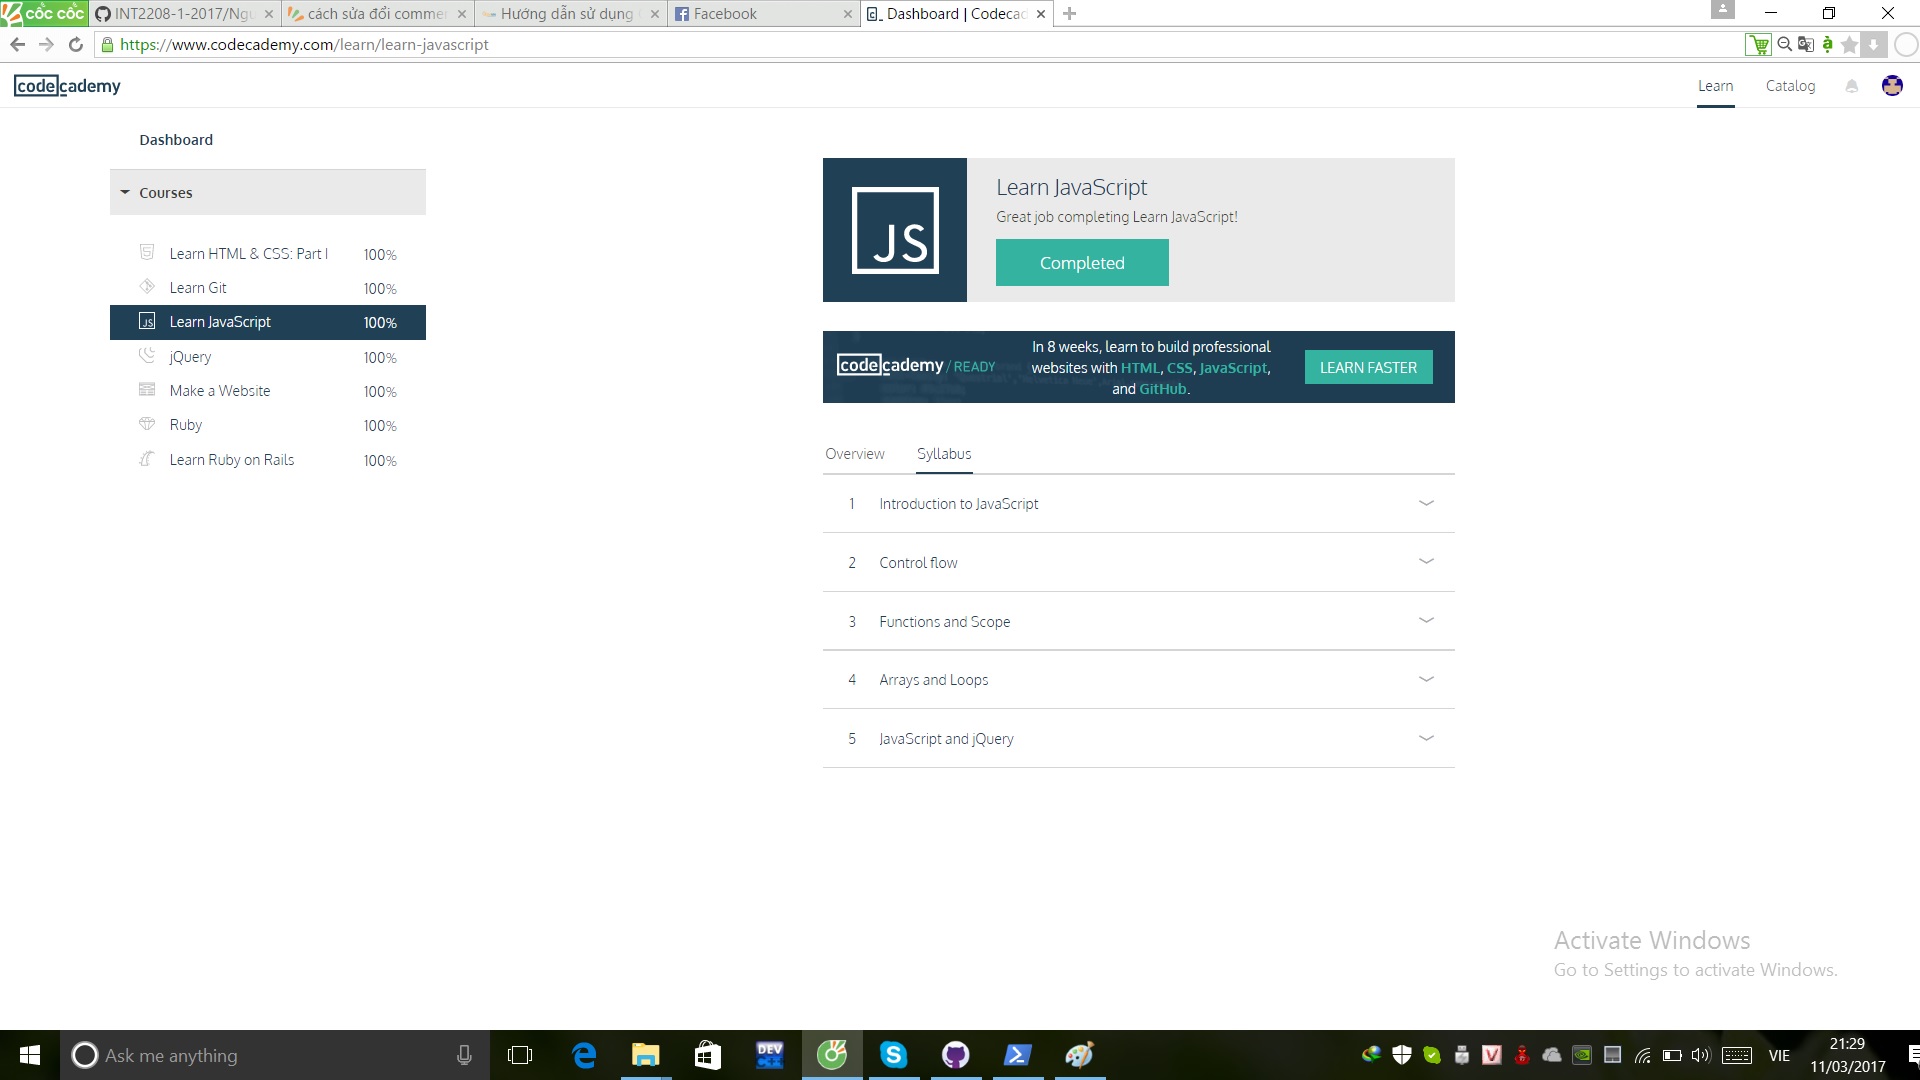 cốc cốc
INT2208-1-2017/Ngu
cách sửa đổi commen
Hướng dẫn sử dụng
Facebook
Dashboard | Codecad
https://www.codecademy.com/learn/learn-javascript
codecademy
Learn
Catalog
Dashboard
Courses
Learn HTML & CSS: Part I 100%
Learn Git 100%
JS Learn JavaScript 100%
jQuery 100%
Make a Website 100%
Ruby 100%
Learn Ruby on Rails 100%
JS
Learn JavaScript
Great job completing Learn JavaScript!
Completed
codecademy / READY
In 8 weeks, learn to build professional
websites with HTML, CSS, JavaScript,
and GitHub.
LEARN FASTER
Overview Syllabus
1 Introduction to JavaScript
2 Control flow
3 Functions and Scope
4 Arrays and Loops
5 JavaScript and jQuery
Activate Windows
Go to Settings to activate Windows.
Ask me anything
DEV
VIE
21:29
11/03/2017